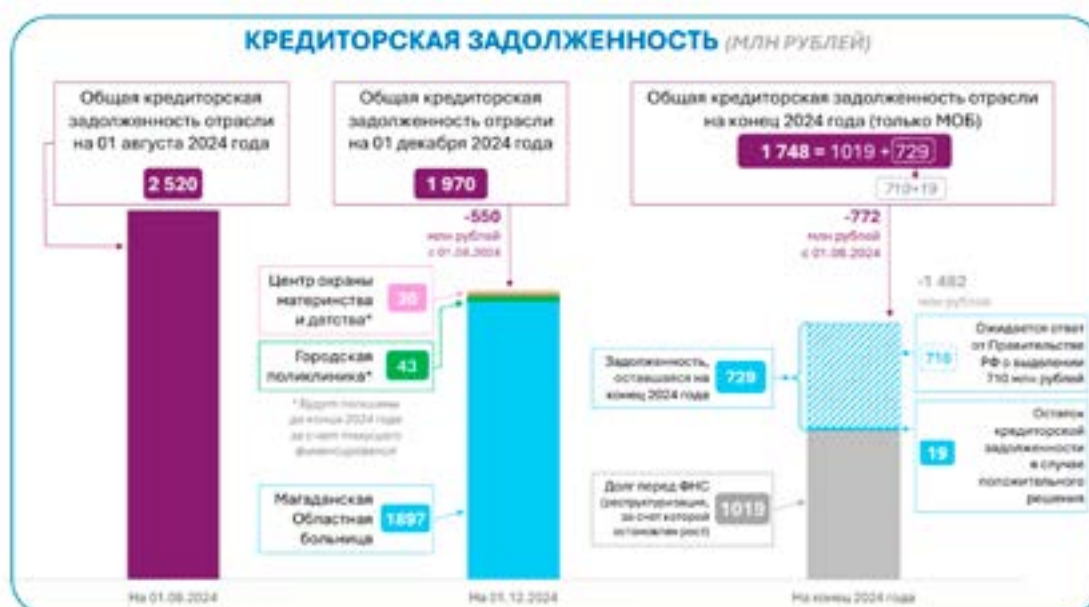 КРЕДИТОРСКАЯ ЗАДОЛЖЕННОСТЬ (МЛН РУБЛЕЙ)
Общая кредиторская
задолженность отрасли
на 01 августа 2024 года
2 520
Общая кредиторская
задолженность отрасли
на 01 декабря 2024 года
1 970
Общая кредиторская задолженность отрасли
на конец 2024 года (только МОБ)
1 748 = 1019 + 729
710+19
-550
млн рублей
с 01.08.2024
-772
млн рублей
с 01.08.2024
-1 482
млн рублей
Центр охраны
материнства
и детства*
30
Городская
поликлиника*
43
* Будут погашены
до конца 2024 года
за счет текущего
финансирования
Магаданская
Областная
больница
1897
Задолженность,
оставшаяся на
конец 2024 года
729
Долг перед ФНС
(реструктуризация,
за счет которой
остановлен рост)
1019
710
Ожидается ответ
от Правительства
РФ о выделении
710 млн рублей
19
Остаток
кредиторской
задолженности
в случае
положительного
решения
На 01.08.2024
На 01.12.2024
На конец 2024 года